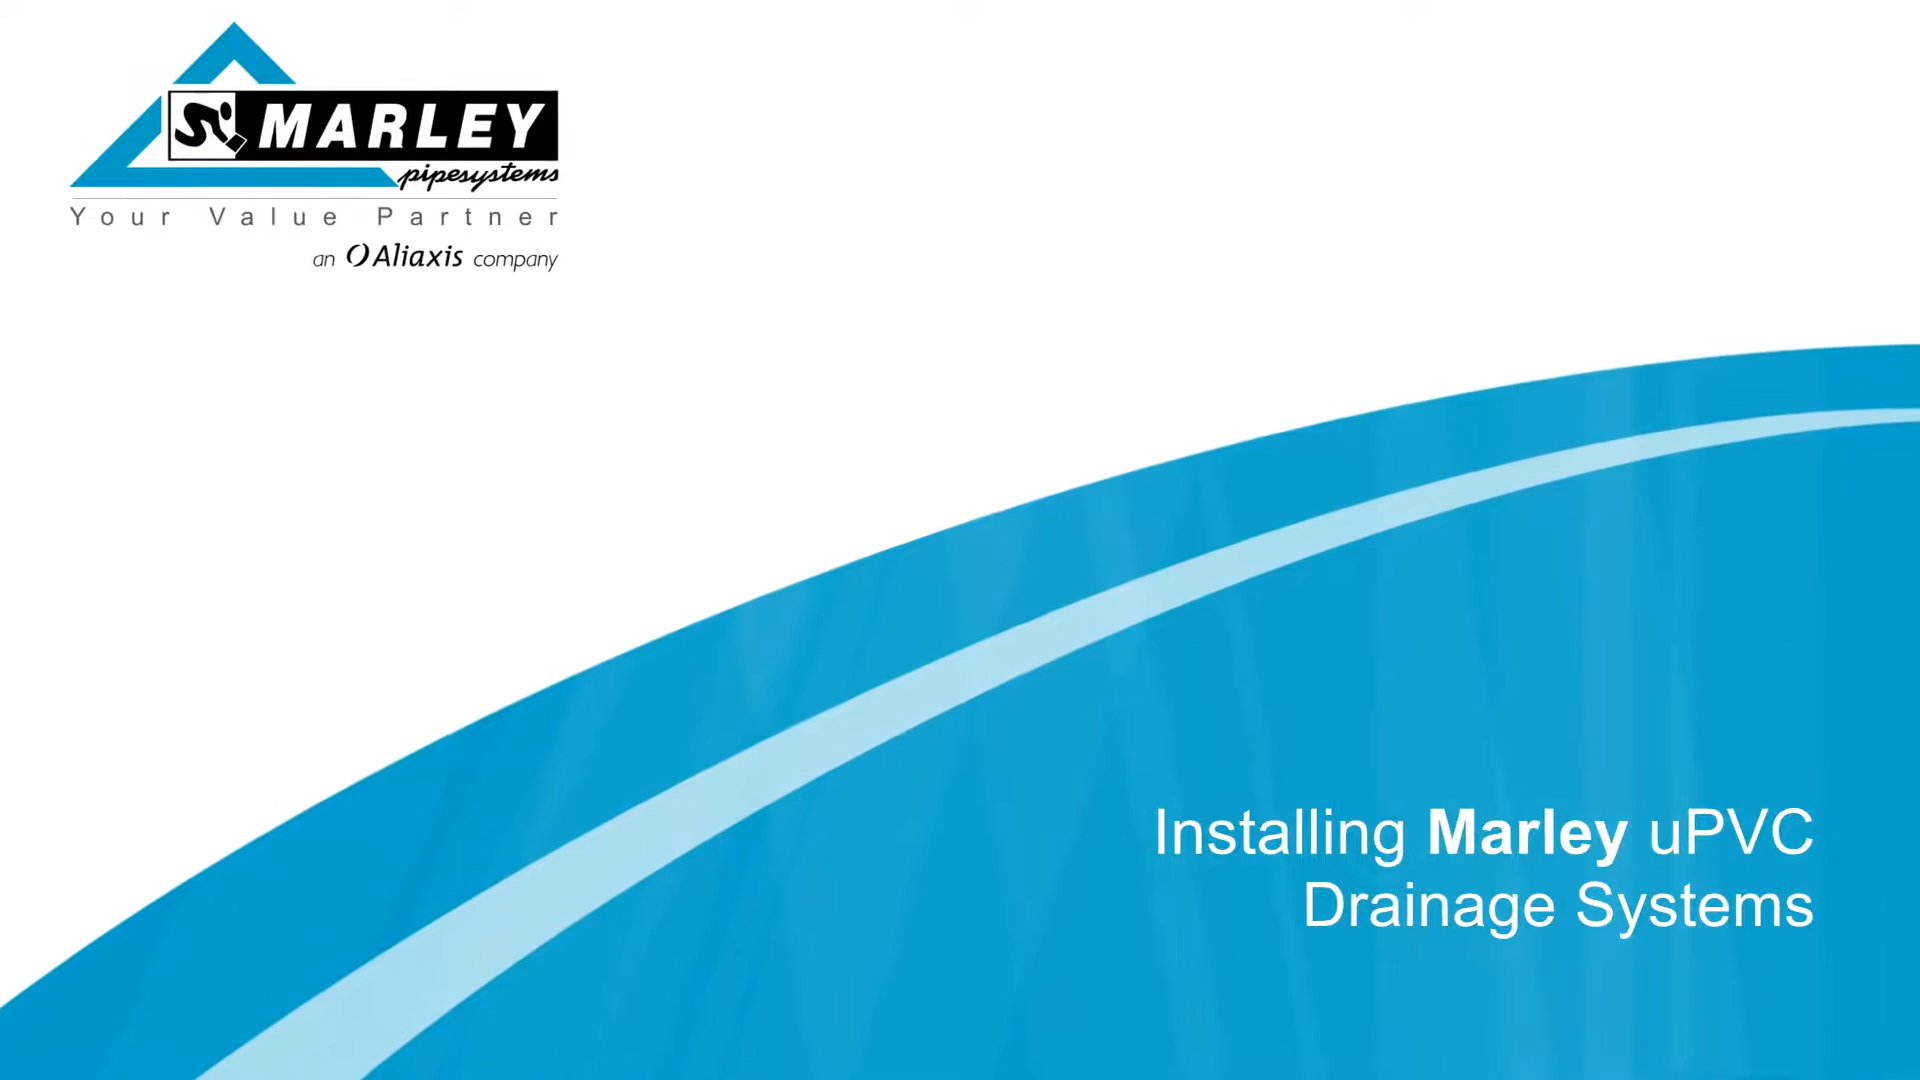 MARLEY
pipesystems
Your Value Partner
an Aliaxis company
Installing Marley uPVC
Drainage Systems